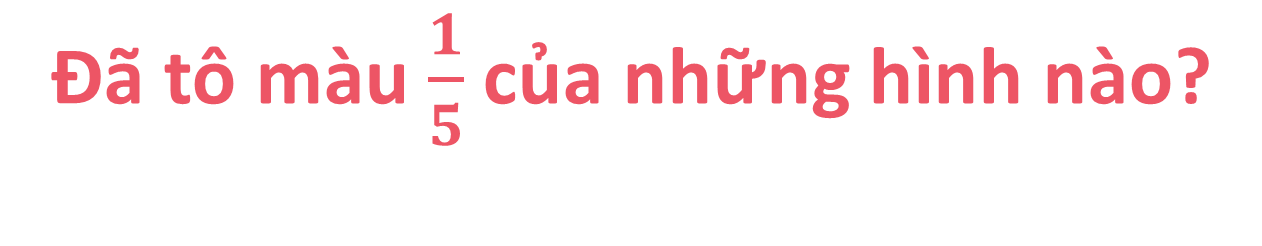 Đã tô màu 1/5 của những hình nào?